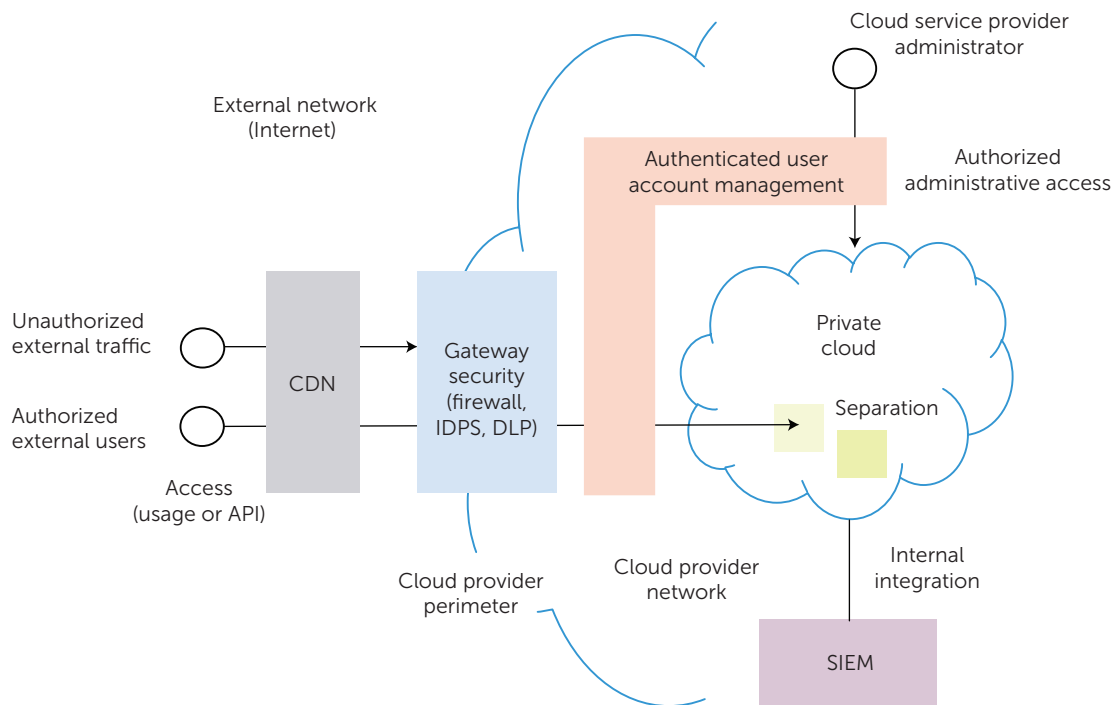 Cloud service provider
administrator
External network
(Internet)
Authenticated user
account management
Authorized
administrative access
Unauthorized
external traffic
CDN
Gateway
security
(firewall,
IDPS, DLP)
Private
cloud
Authorized
external users
Separation
Access
(usage or API)
Cloud provider
perimeter
Cloud provider
network
Internal
integration
SIEM